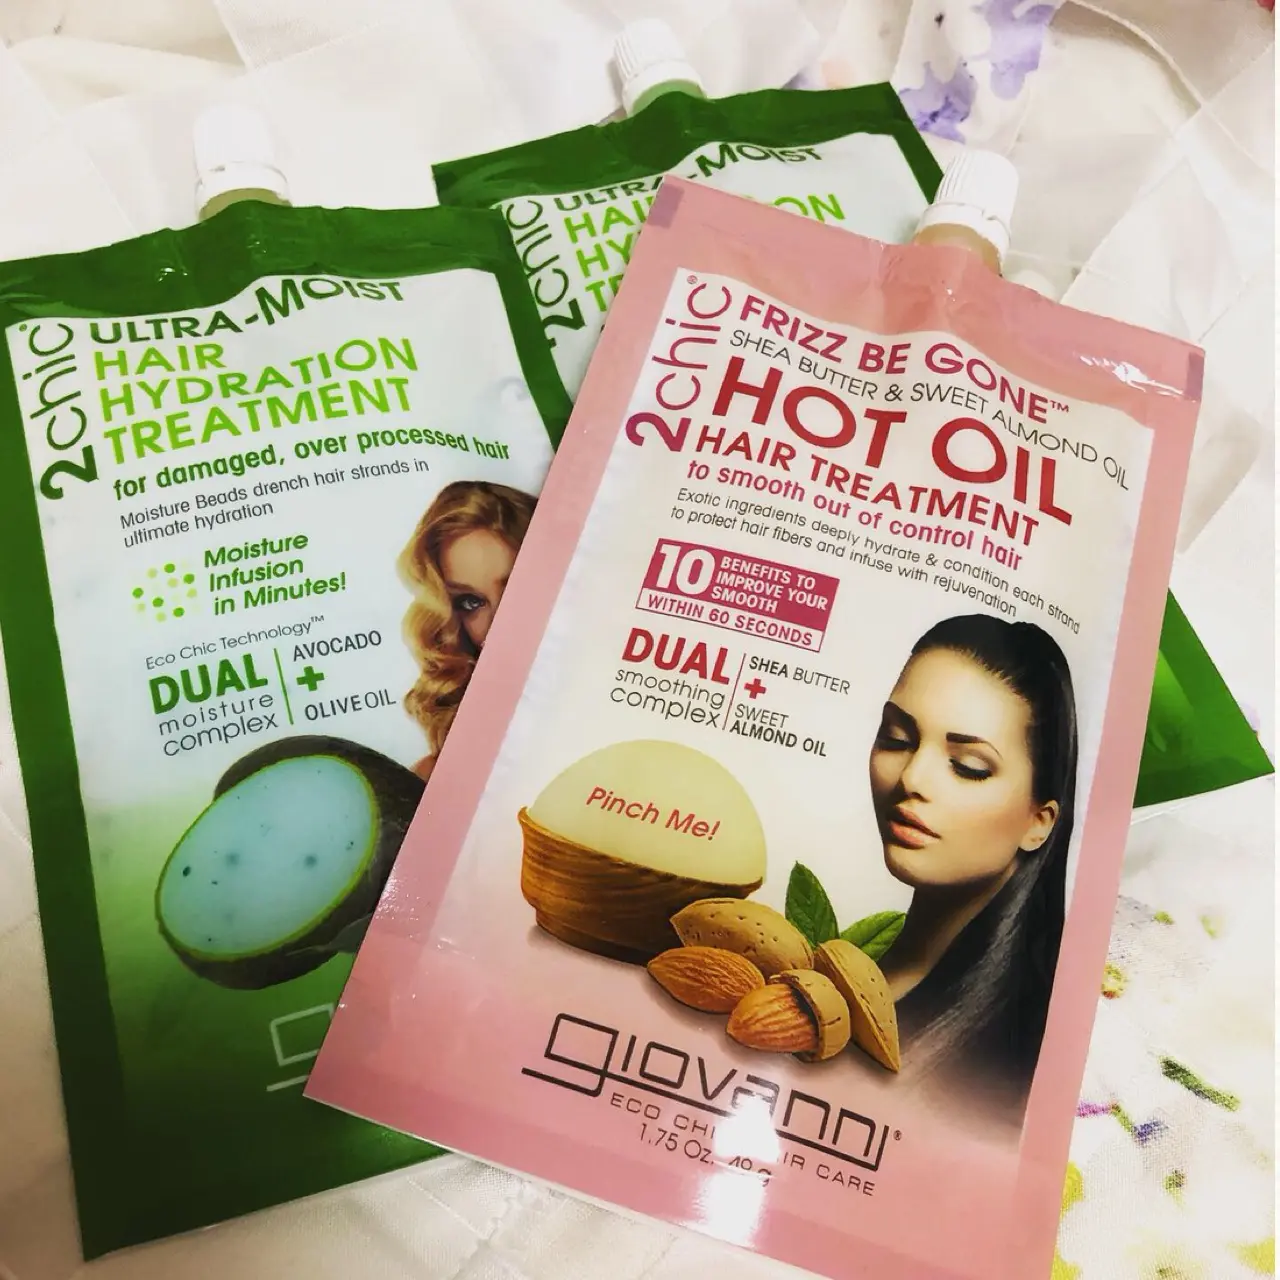 2chic®
ULTRA-MOIST
HAIR
HYDRATION
TREATMENT
for damaged, over processed hair
Moisture Beads drench hair strands in
ultimate hydration
Moisture
Infusion
in Minutes!
Eco Chic Technology™
DUAL
moisture
complex
AVOCADO
+
OLIVE OIL
2chic
ULTRA-MOIST
2chic®
FRIZZ BE GONE™
SHEA BUTTER & SWEET ALMOND OIL
HOT OIL
HAIR TREATMENT
to smooth out of control hair
Exotic ingredients deeply hydrate & condition each strand
to protect hair fibers and infuse with rejuvenation
10
BENEFITS TO
IMPROVE YOUR
SMOOTH
WITHIN 60 SECONDS
DUAL
smoothing
complex
SHEA BUTTER
+
SWEET
ALMOND OIL
Pinch Me!
giovanni®
ECO CHIC HAIR CARE
1.75 Oz.